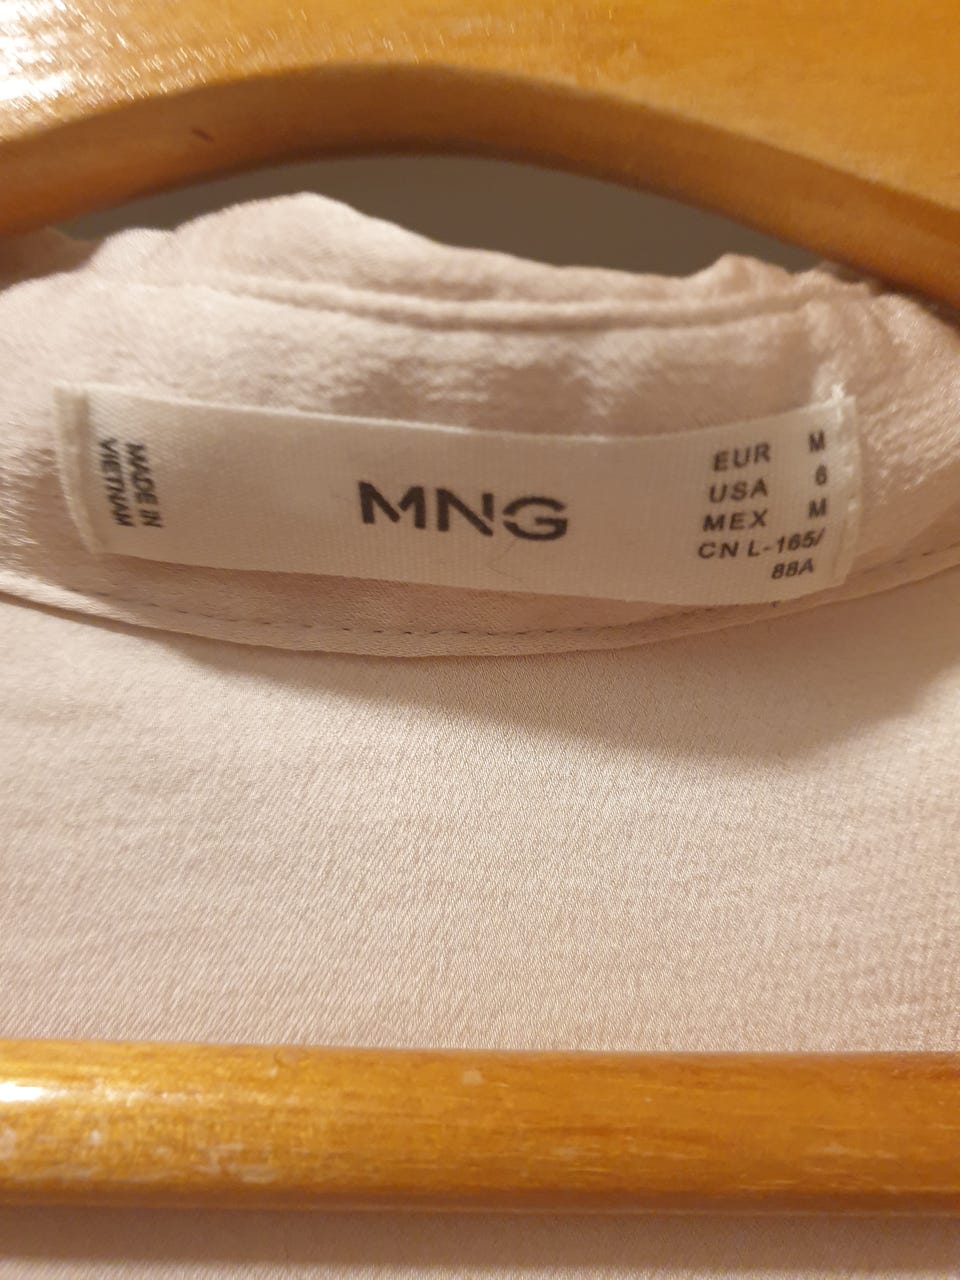 MADE IN
VIETNAM
MNG
EUR M
USA 6
MEX M
CN L-165/
88A